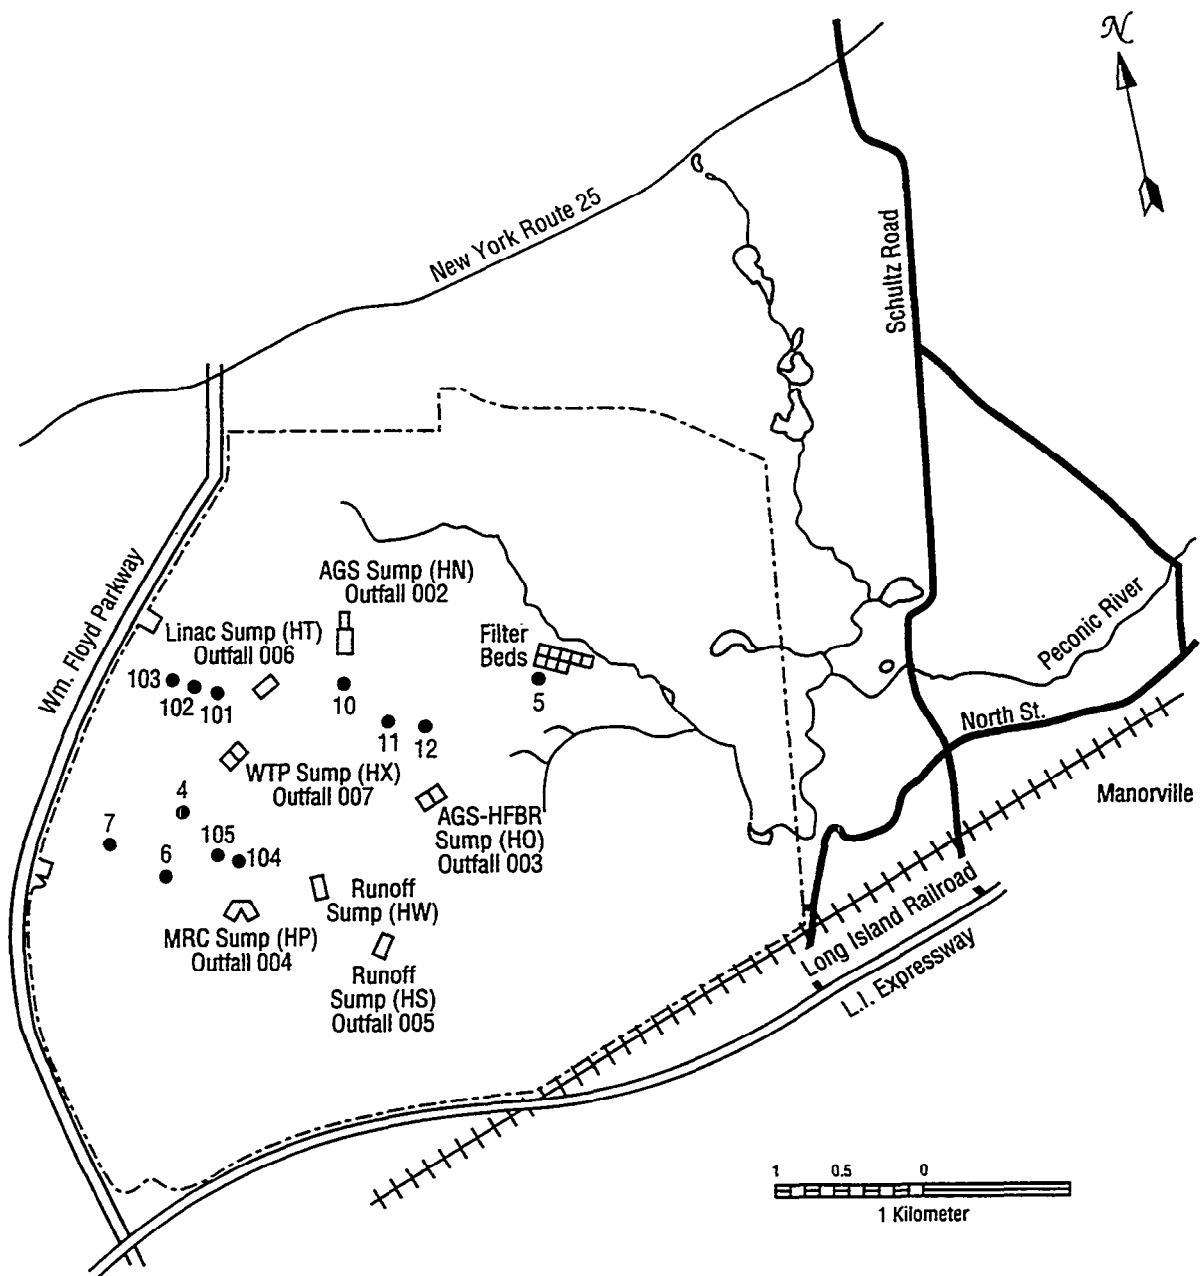 N
New York Route 25
Schultz Road
Wm. Floyd Parkway
AGS Sump (HN)
Outfall 002
Linac Sump (HT)
Outfall 006
Filter
Beds
Peconic River
103
102
101
10
5
11
12
North St.
WTP Sump (HX)
Outfall 007
4
AGS-HFBR
Sump (HO)
Outfall 003
Manorville
7
105
104
6
Runoff
Sump (HW)
MRC Sump (HP)
Outfall 004
Runoff
Sump (HS)
Outfall 005
Long Island Railroad
L.I. Expressway
1 0.5 0
1 Kilometer